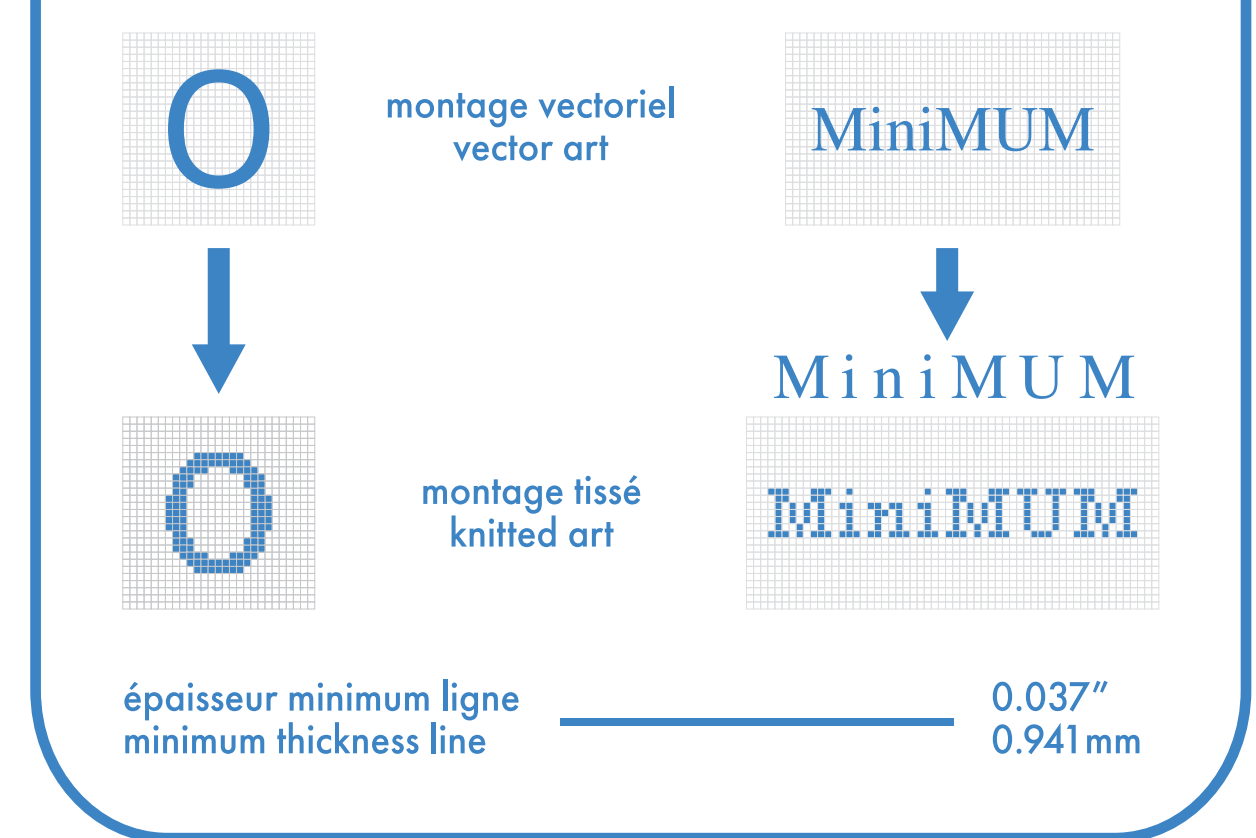 O
montage vectoriel
vector art
MiniMUM
MiniMUM
O
montage tissé
knitted art
MiniMUM
épaisseur minimum ligne
minimum thickness line
0.037″
0.941mm